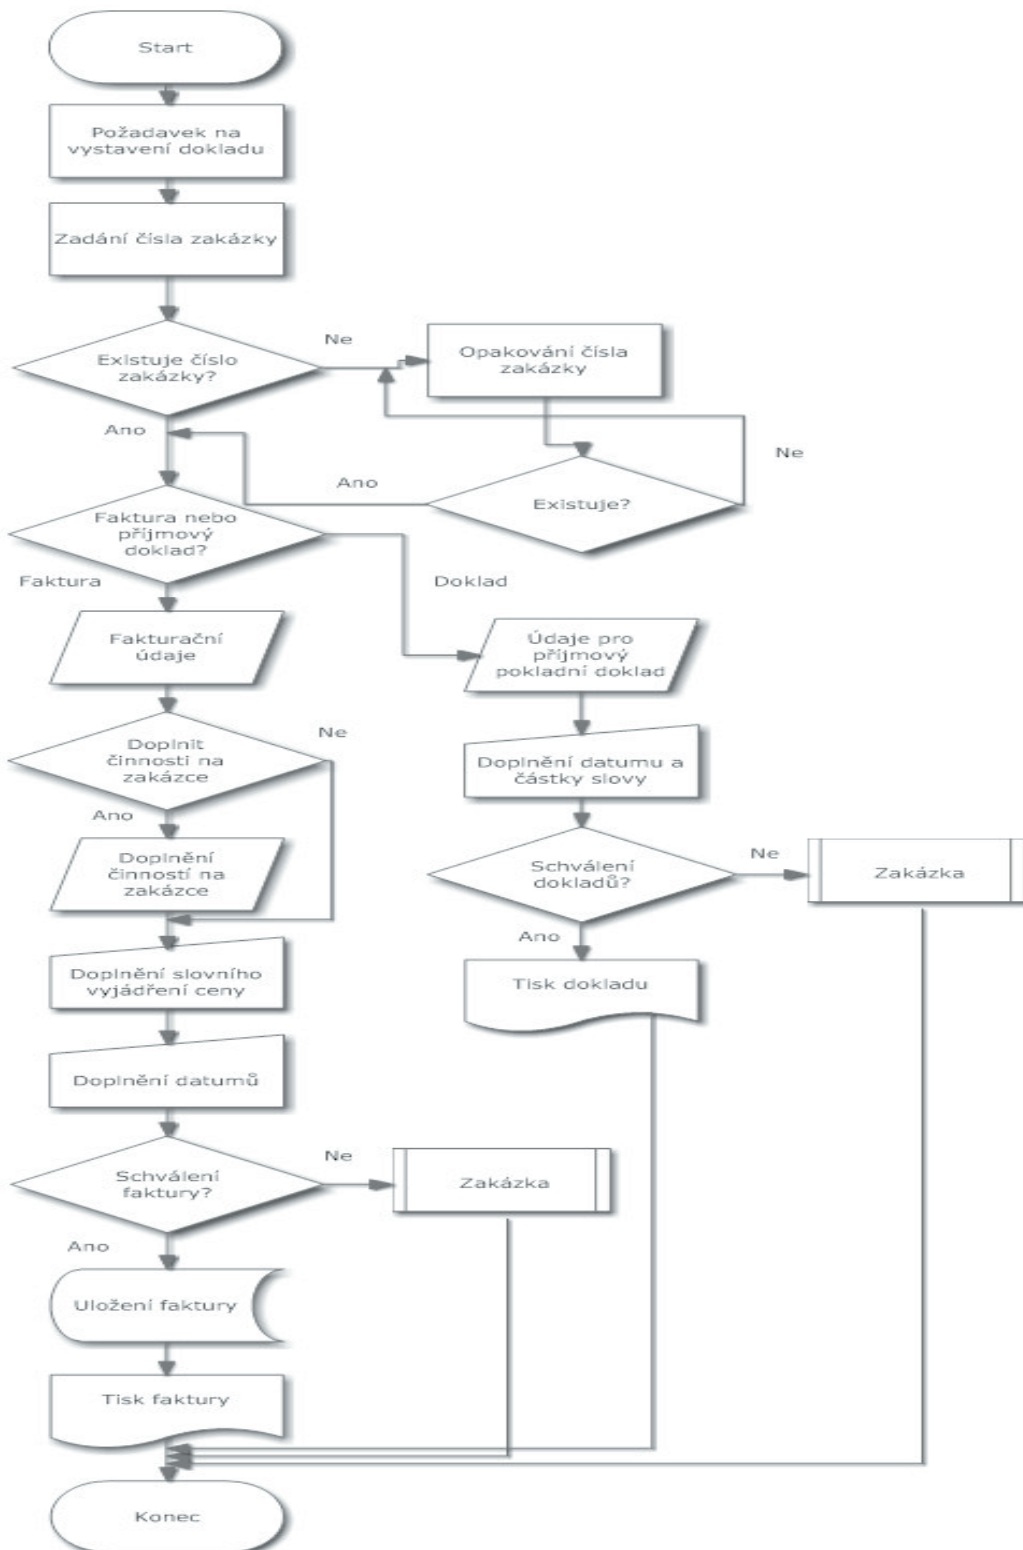 Start
Požadavek na
vystavení dokladu
Zadání čísla zakázky
Existuje číslo
zakázky?
Ne
Opakování čísla
zakázky
Ano
Ne
Ano
Existuje?
Faktura nebo
příjmový
doklad?
Faktura
Doklad
Fakturační
údaje
Údaje pro
příjmový
pokladní doklad
Doplnit
činnosti na
zakázce
Ne
Doplnění datumu a
částky slovy
Ano
Doplnění
činností na
zakázce
Schválení
dokladů?
Ne
Zakázka
Ano
Doplnění slovního
vyjádření ceny
Tisk dokladu
Doplnění datumů
Schválení
faktury?
Ne
Zakázka
Ano
Uložení faktury
Tisk faktury
Konec